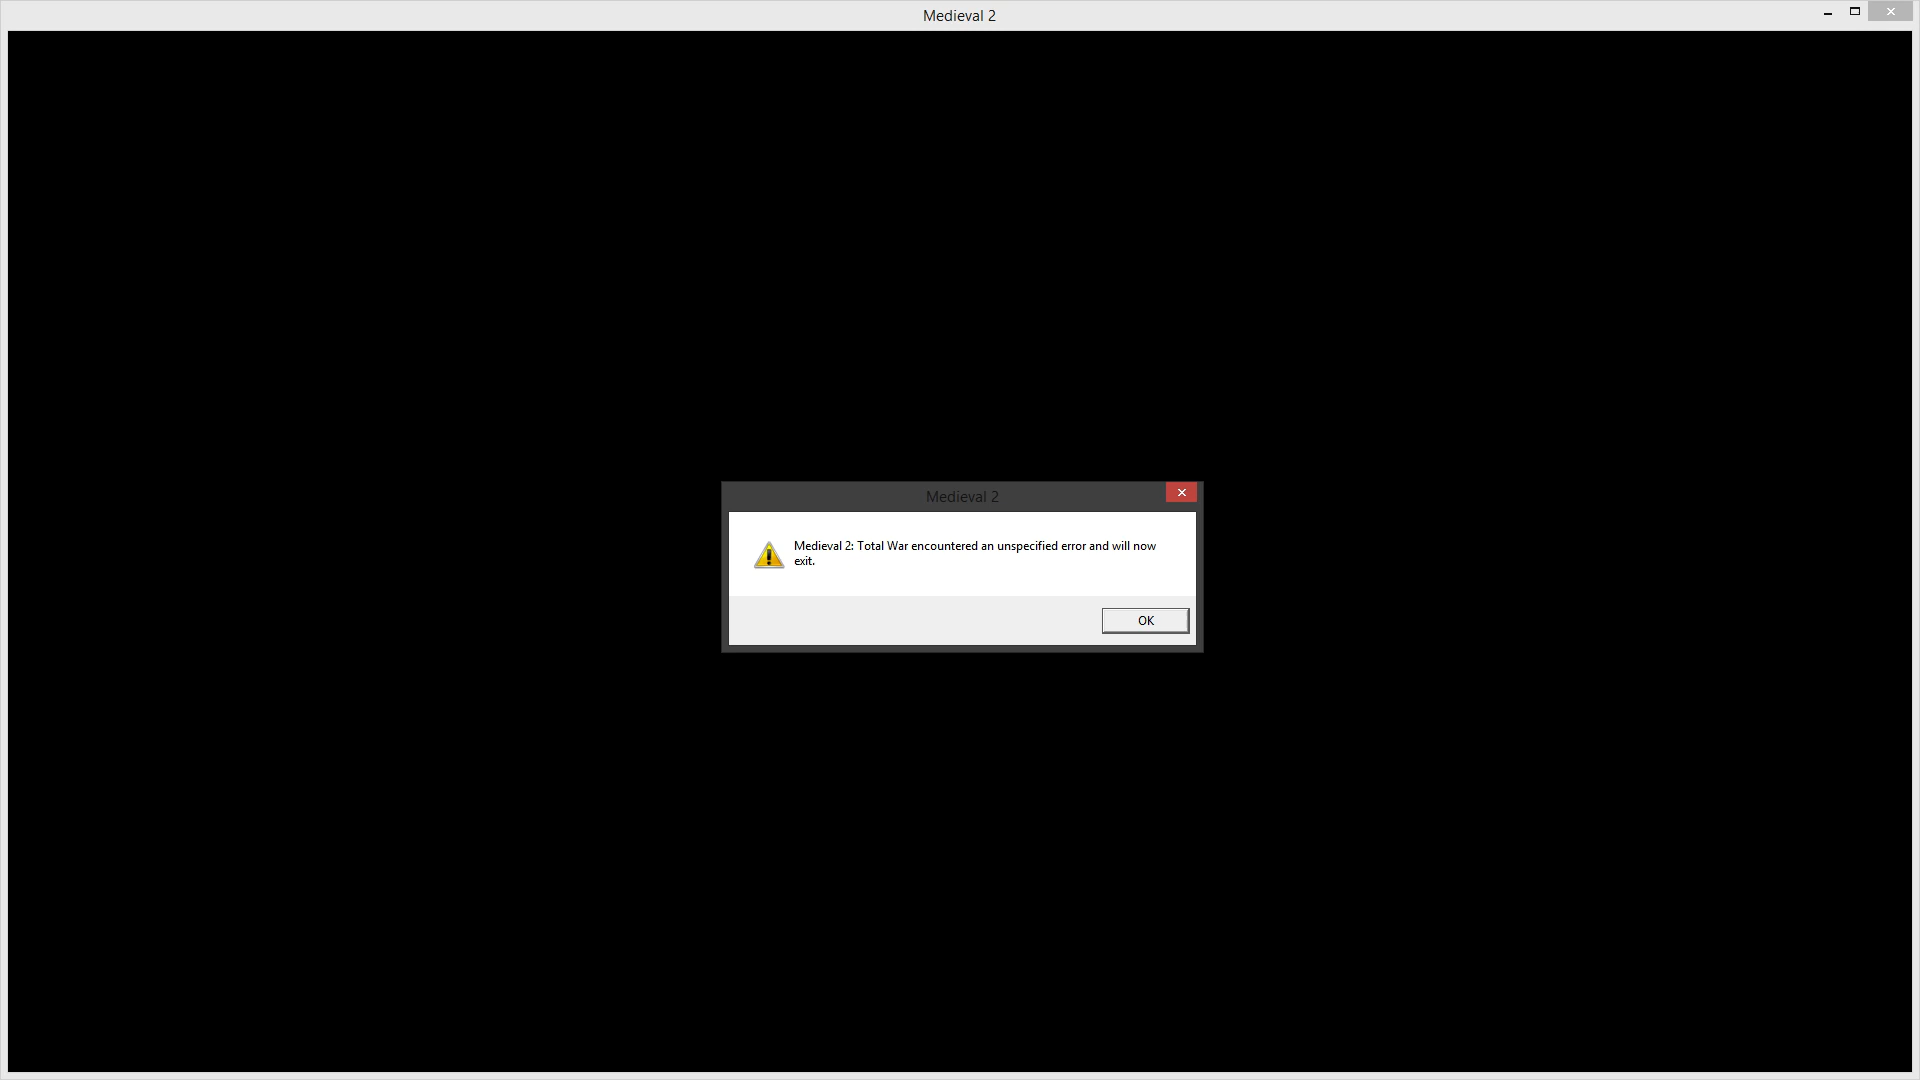 Medieval 2
Medieval 2
Medieval 2: Total War encountered an unspecified error and will now
exit.
OK